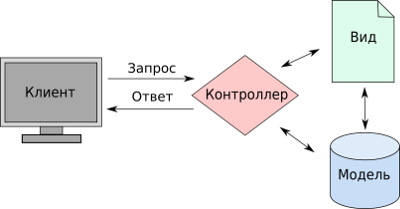 Вид
Запрос
Клиент
Ответ
Контроллер
Модель